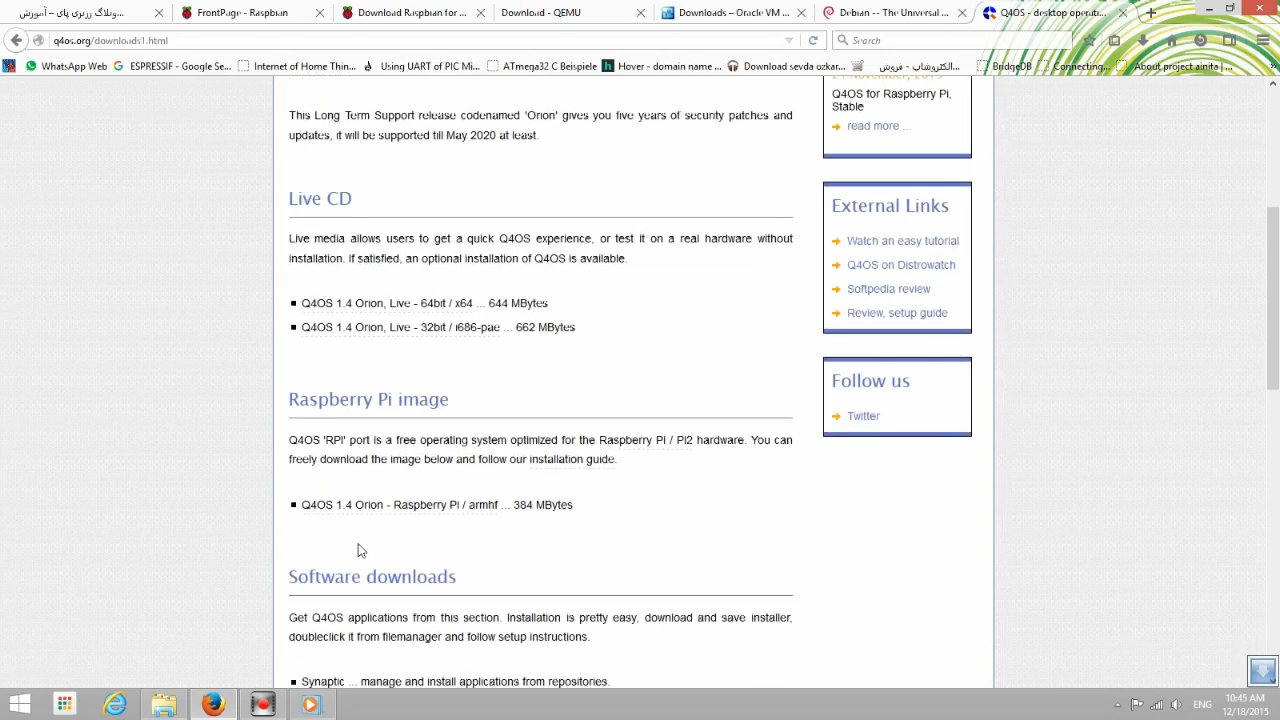 وبلاگ رزبری پای – آموزش...
FrontPage - Raspbian
Download Raspbian for ...
Download - QEMU
Downloads – Oracle VM ...
Debian -- The Universal ...
Q4OS - desktop operati...
q4os.org/downloads1.html
Search
WhatsApp Web
ESPRESSIF - Google Se...
Internet of Home Thin...
Using UART of PIC Mi...
ATmega32 C Beispiele
Hover - domain name ...
Download sevda ozkar...
الکتروشاپ - فروش...
BridgeDB
Connecting...
About project ainita | ...
Q4OS for Raspberry Pi,
Stable
read more ...
This Long Term Support release codenamed 'Orion' gives you five years of security patches and
updates, it will be supported till May 2020 at least.
Live CD
Live media allows users to get a quick Q4OS experience, or test it on a real hardware without
installation. If satisfied, an optional installation of Q4OS is available.
Q4OS 1.4 Orion, Live - 64bit / x64 ... 644 MBytes
Q4OS 1.4 Orion, Live - 32bit / i686-pae ... 662 MBytes
Raspberry Pi image
Q4OS 'RPI' port is a free operating system optimized for the Raspberry Pi / Pi2 hardware. You can
freely download the image below and follow our installation guide.
Q4OS 1.4 Orion - Raspberry Pi / armhf ... 384 MBytes
Software downloads
Get Q4OS applications from this section. Installation is pretty easy, download and save installer,
doubleclick it from filemanager and follow setup instructions.
Synaptic ... manage and install applications from repositories.
External Links
Watch an easy tutorial
Q4OS on Distrowatch
Softpedia review
Review, setup guide
Follow us
Twitter
ENG
10:45 AM
12/18/2015